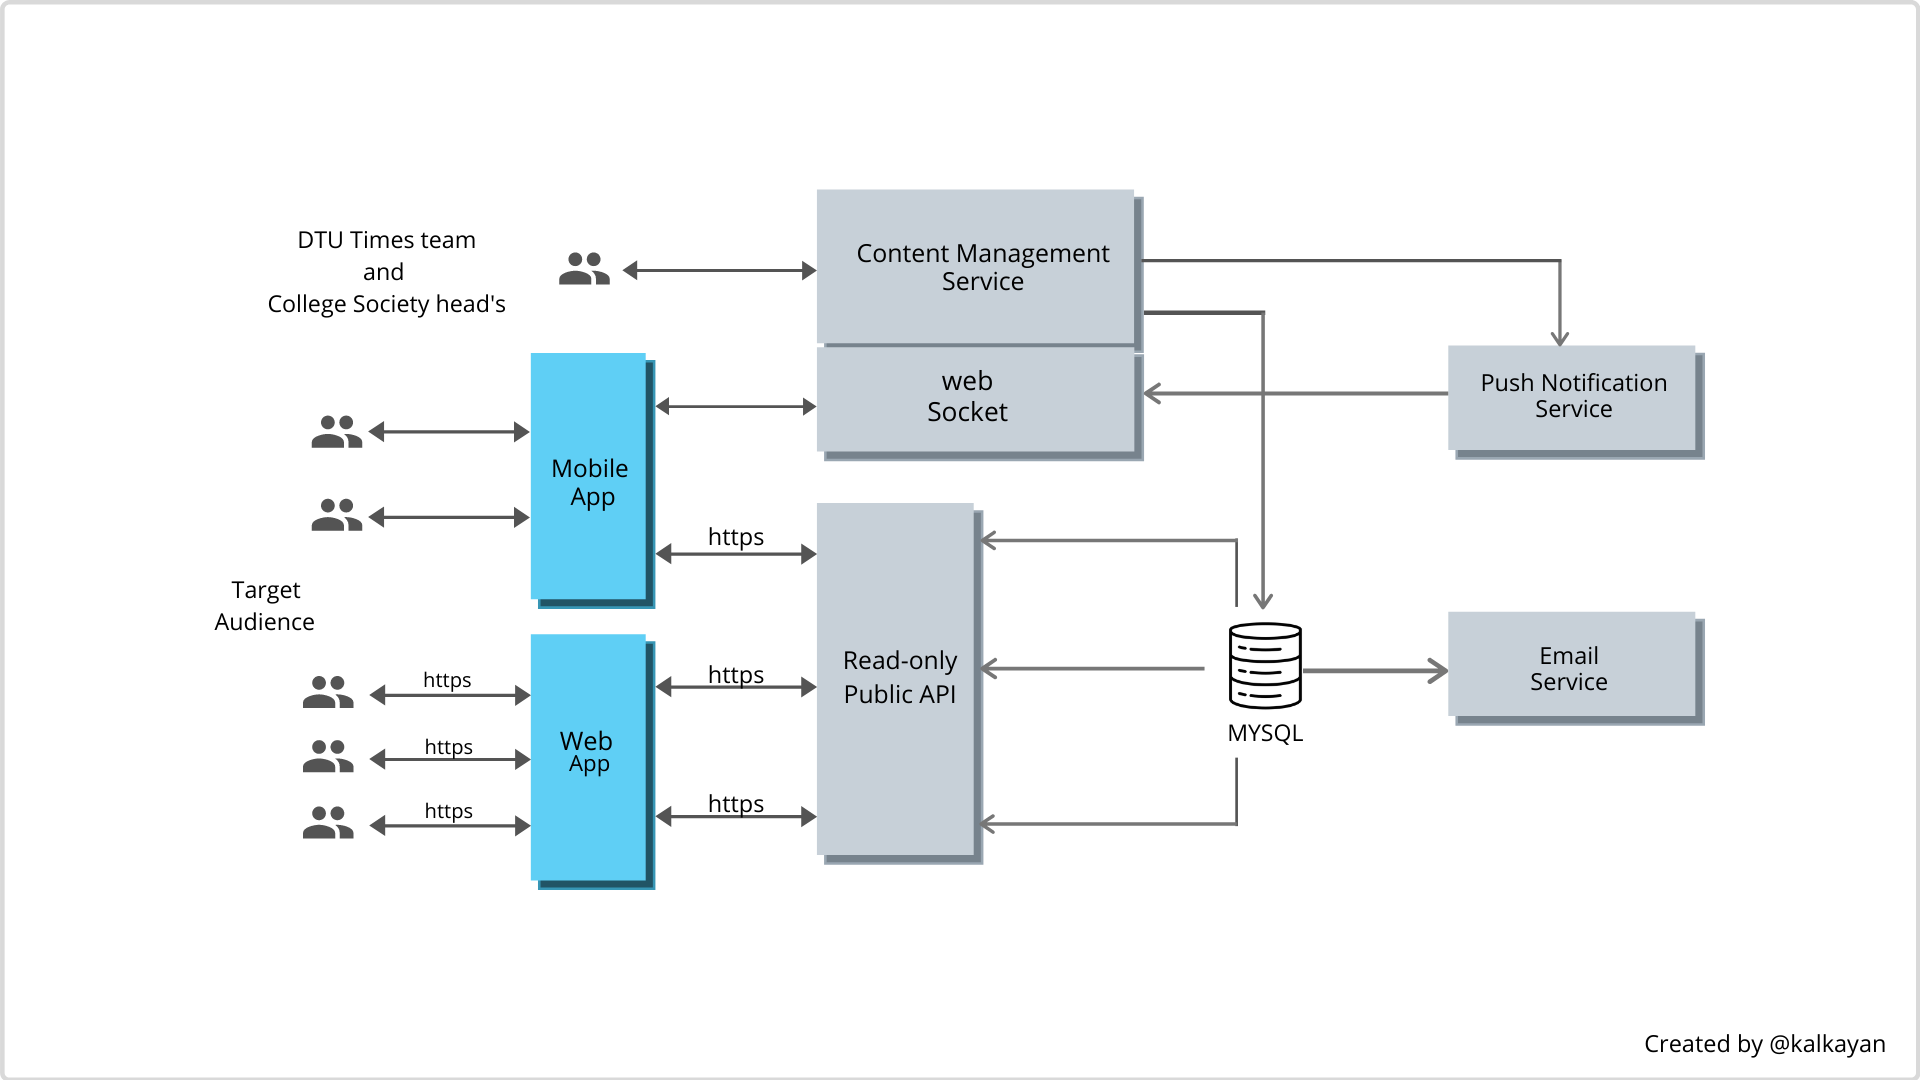 DTU Times team
and
College Society head's
Content Management
Service
web
Socket
Push Notification
Service
Mobile
App
https
Target
Audience
https
https
https
Web
App
https
https
https
Read-only
Public API
MYSQL
Email
Service
Created by @kalkayan